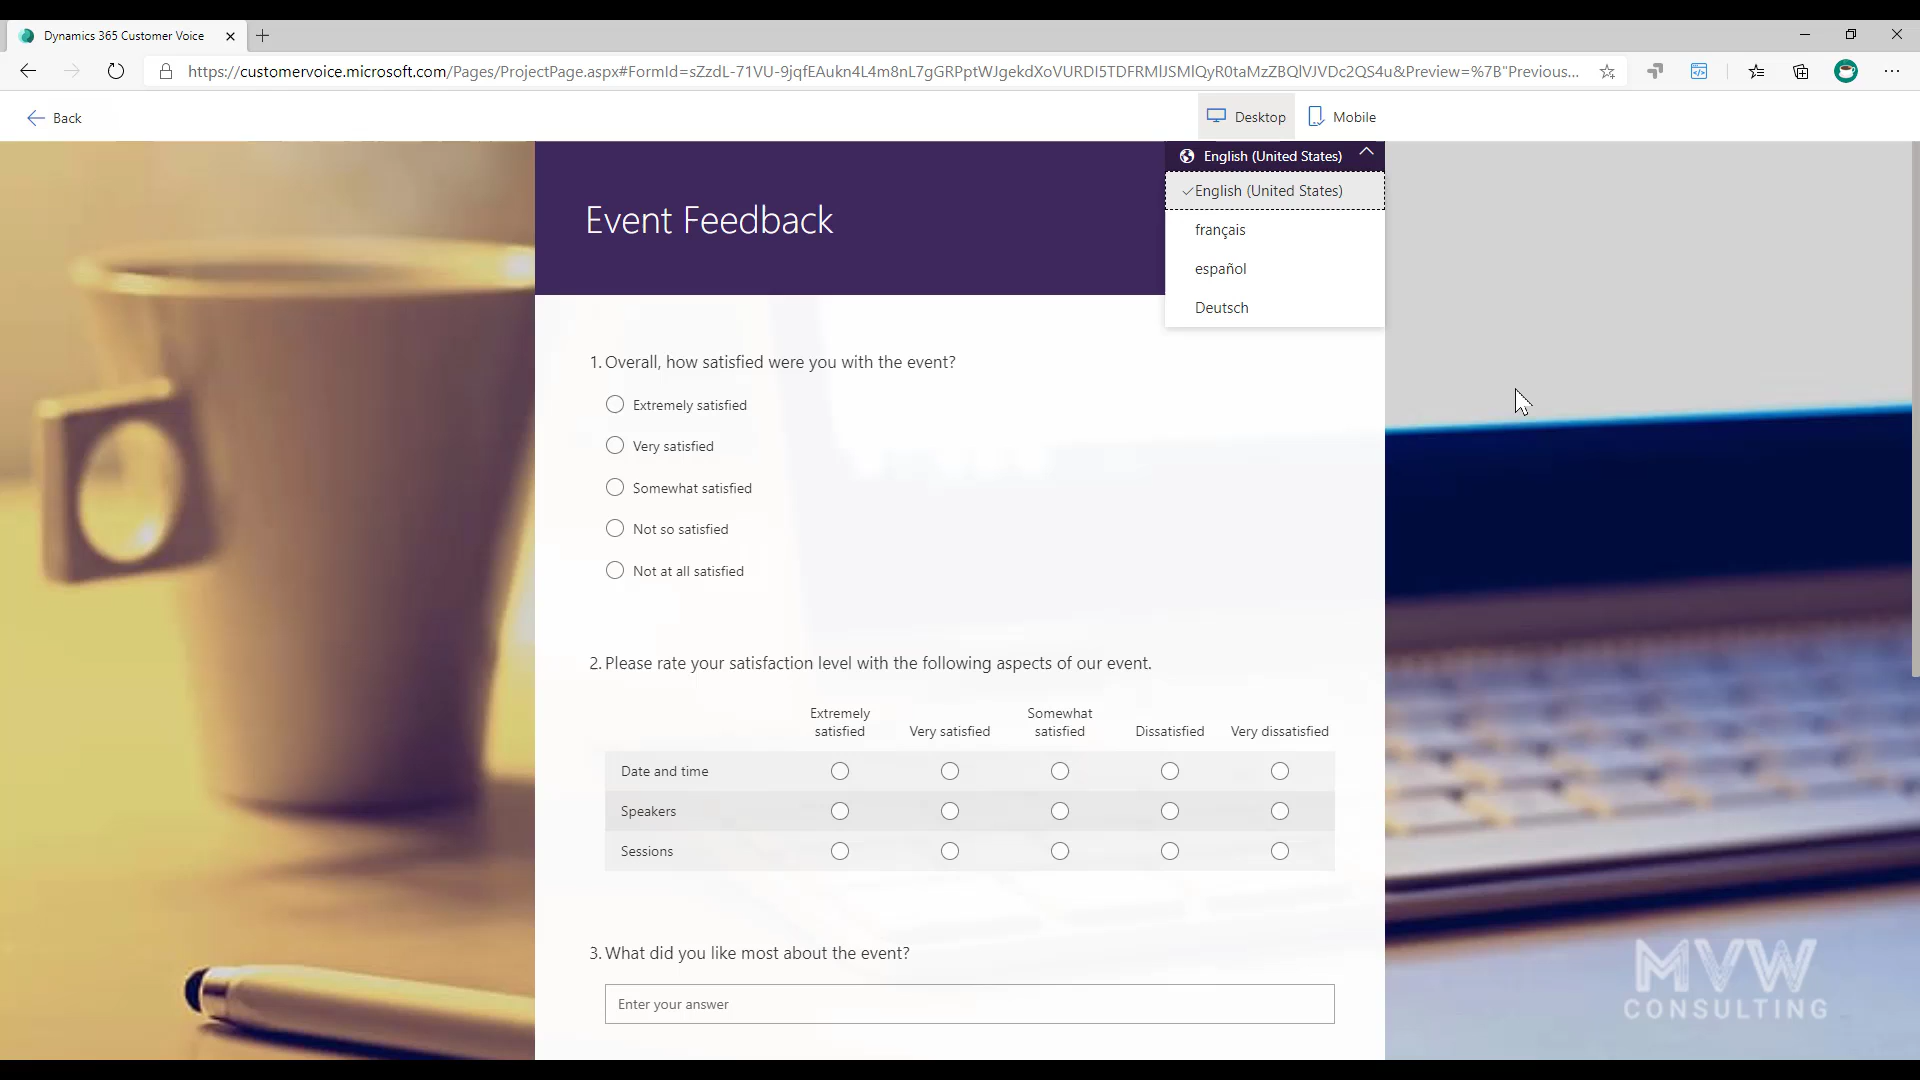 Dynamics 365 Customer Voice
https://customervoice.microsoft.com/Pages/ProjectPage.aspx#FormId=sZzdL-71VU-9jqfEAukn4L4m8nL7gGRPptWJgekdXoVURDI5TDFRMlJSMlQyR0taMzZBQlVJVDc2QS4u&Preview=%7B"Previous...
Back
Desktop
Mobile
English (United States)
English (United States)
français
español
Deutsch
Event Feedback
1. Overall, how satisfied were you with the event?
Extremely satisfied
Very satisfied
Somewhat satisfied
Not so satisfied
Not at all satisfied
2. Please rate your satisfaction level with the following aspects of our event.
Extremely satisfied Very satisfied Somewhat satisfied Dissatisfied Very dissatisfied
Date and time
Speakers
Sessions
3. What did you like most about the event?
Enter your answer
MVW
CONSULTING